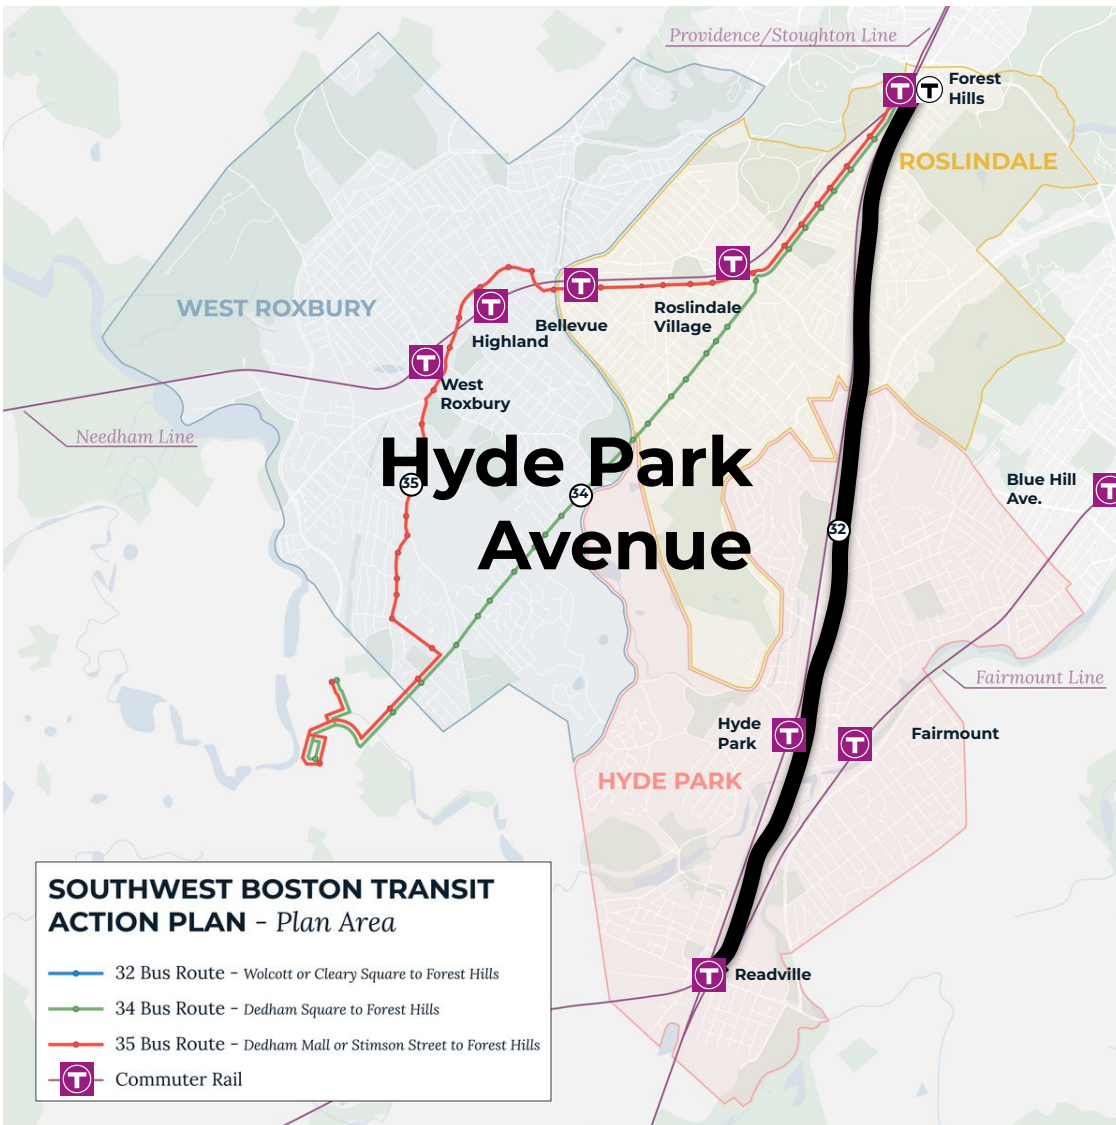 Providence/Stoughton Line
T
T
Forest
Hills
ROSLINDALE
T
T
Roslindale
Village
WEST ROXBURY
T
Bellevue
Highland
T
West
Roxbury
Needham Line
Hyde Park
Avenue
35
34
32
Blue Hill
Ave.
T
Fairmount Line
Hyde
Park
T
T
Fairmount
HYDE PARK
T
Readville
SOUTHWEST BOSTON TRANSIT
ACTION PLAN - Plan Area
32 Bus Route - Wolcott or Cleary Square to Forest Hills
34 Bus Route - Dedham Square to Forest Hills
35 Bus Route - Dedham Mall or Stimson Street to Forest Hills
T Commuter Rail